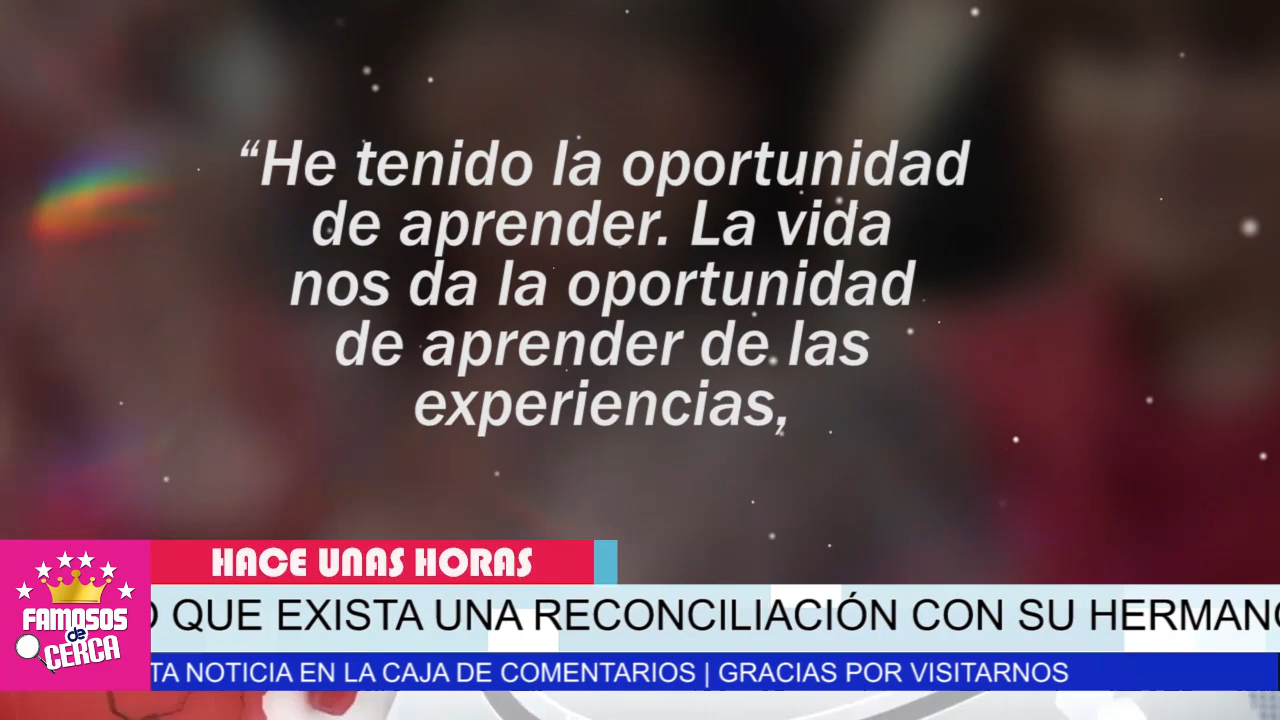 “He tenido la oportunidad
de aprender. La vida
nos da la oportunidad
de aprender de las
experiencias,
HACE UNAS HORAS
QUE EXISTA UNA RECONCILIACIÓN CON SU HERMANO
FAMOSOS
de
CERCA
TA NOTICIA EN LA CAJA DE COMENTARIOS | GRACIAS POR VISITARNOS